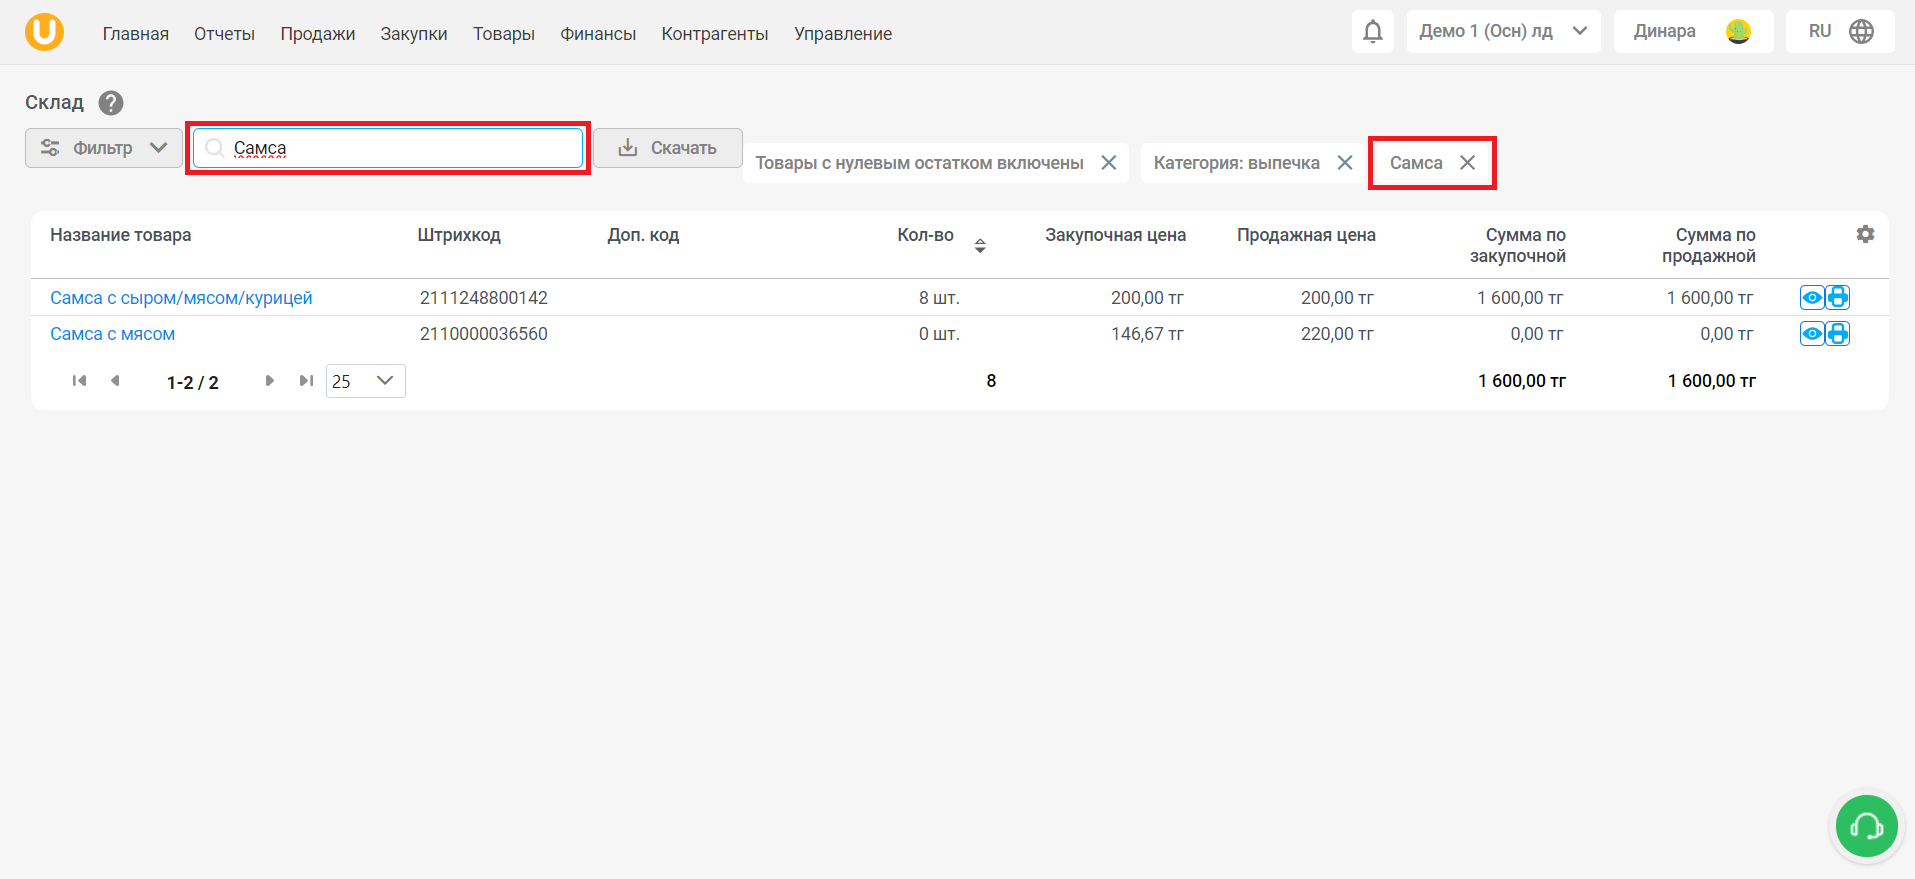 Главная Отчеты Продажи Закупки Товары Финансы Контрагенты Управление Демо 1 (Осн) лд Динара RU
Склад ?
Фильтр Самса Скачать Товары с нулевым остатком включены Категория: выпечка Самса
Название товара Штрихкод Доп. код Кол-во Закупочная цена Продажная цена Сумма по закупочной Сумма по продажной
Самса с сыром/мясом/курицей 2111248800142 8 шт. 200,00 тг 200,00 тг 1 600,00 тг 1 600,00 тг
Самса с мясом 2110000036560 0 шт. 146,67 тг 220,00 тг 0,00 тг 0,00 тг
1-2 / 2 25 8 1 600,00 тг 1 600,00 тг